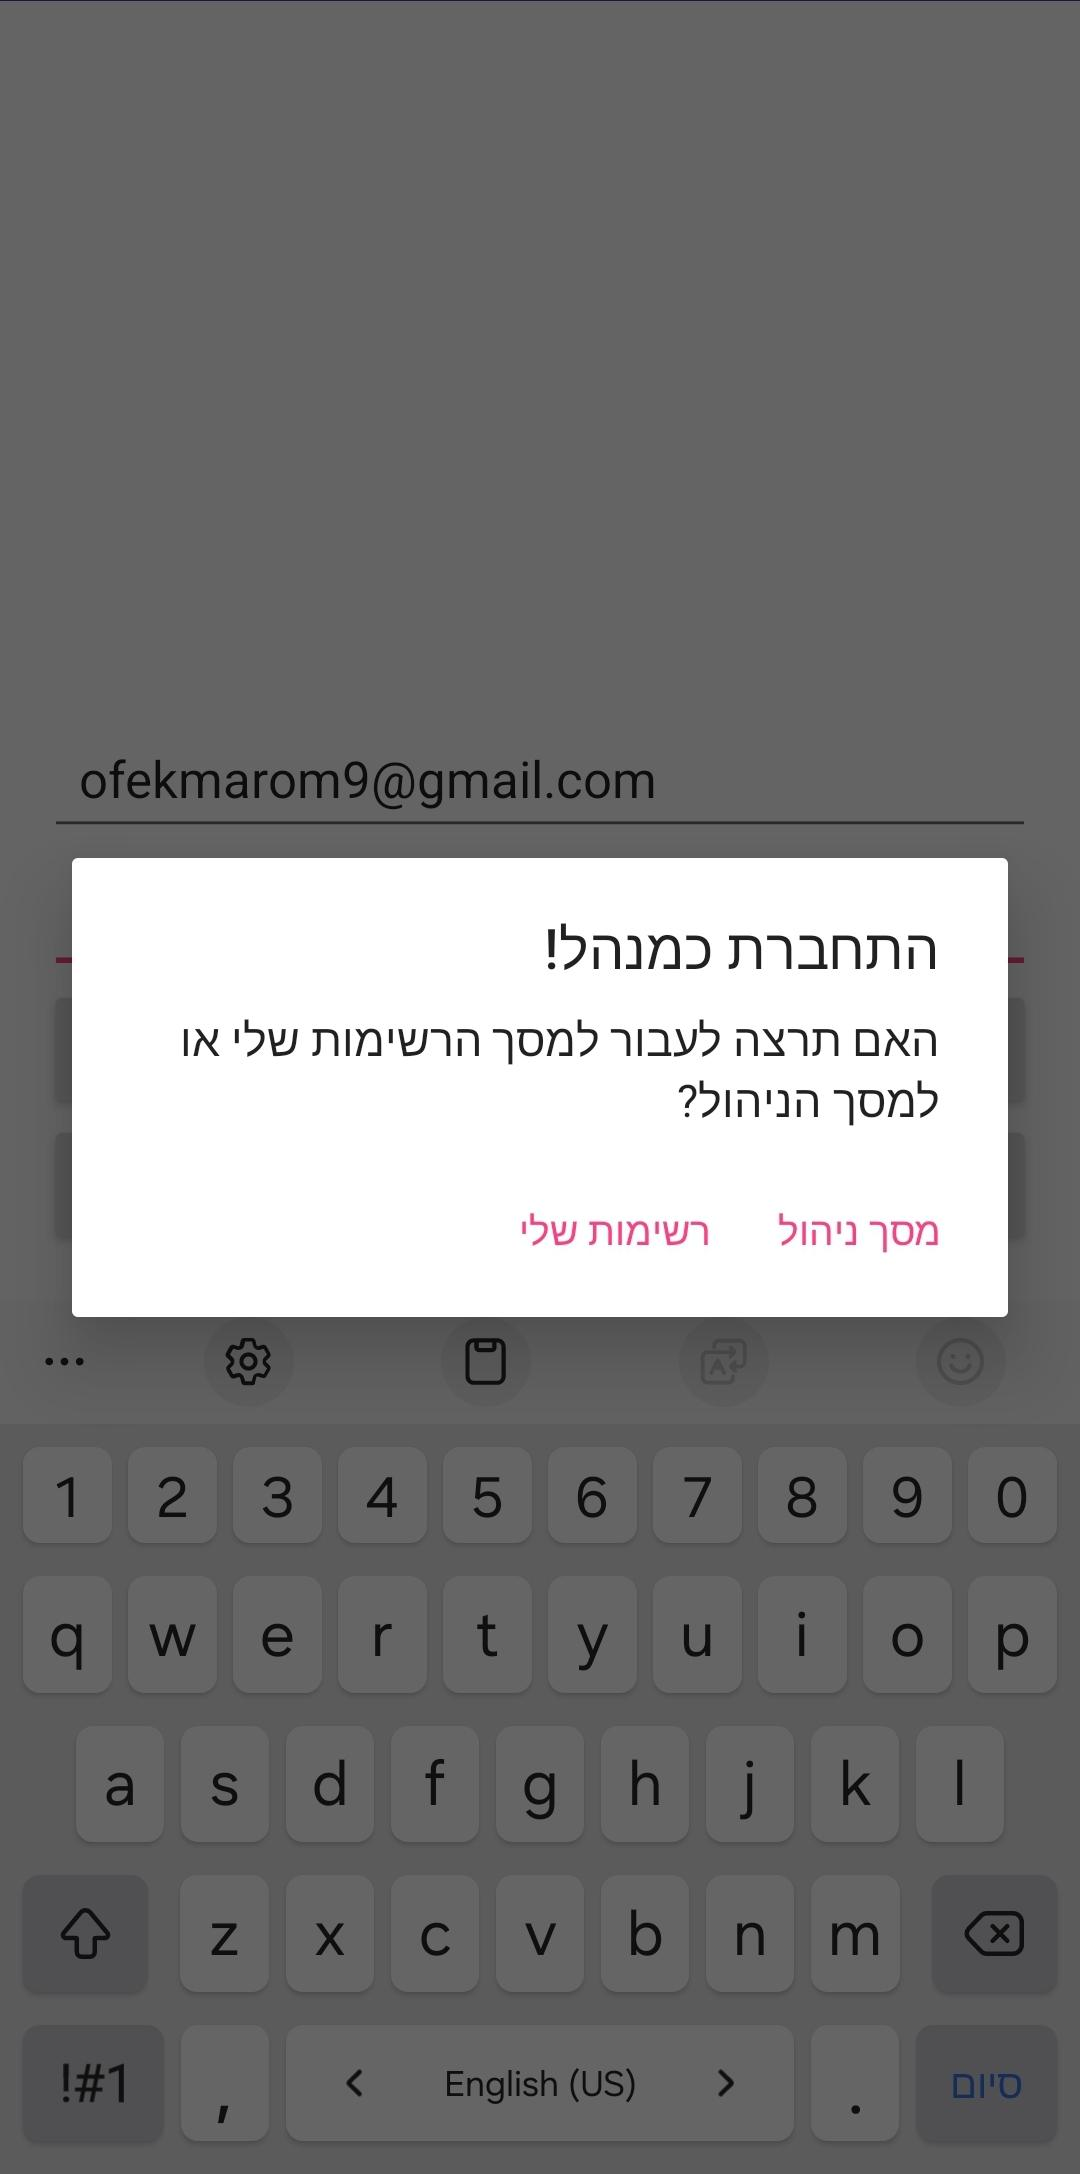 ofekmarom9@gmail.com
התחברת כמנהל!
האם תרצה לעבור למסך הרשימות שלי או
למסך הניהול?
מסך ניהול רשימות שלי
1 2 3 4 5 6 7 8 9 0
q w e r t y u i o p
a s d f g h j k l
z x c v b n m
!#1 , < English (US) > . סיום